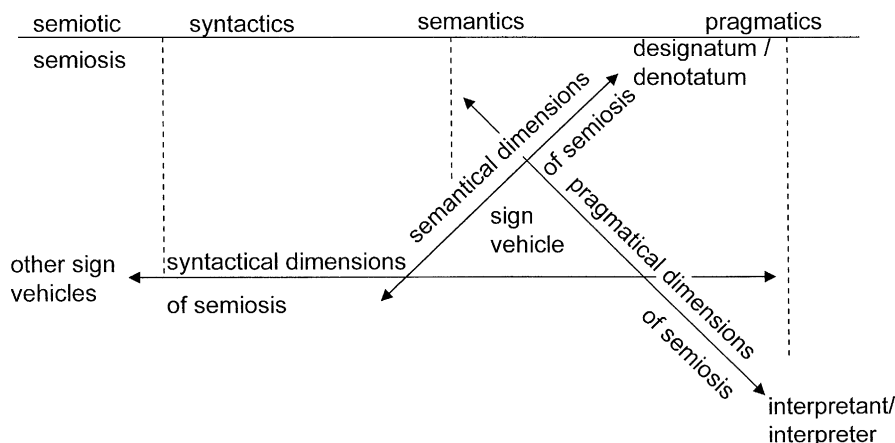 semiotic
syntactics
semantics
pragmatics
semiosis
designatum /
denotatum
semantical dimensions
of semiosis
pragmatical dimensions
of semiosis
sign
vehicle
other sign
vehicles
syntactical dimensions
of semiosis
interpretant/
interpreter